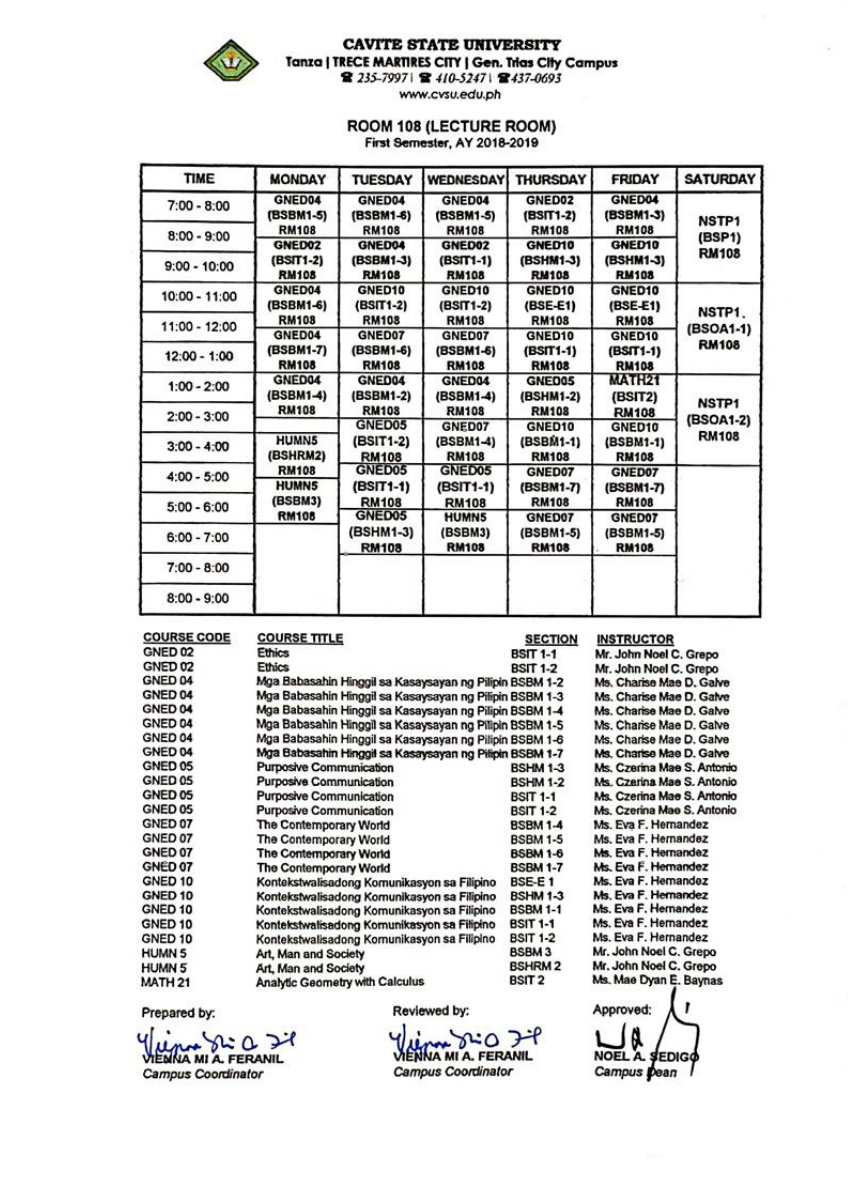 CAVITE STATE UNIVERSITY
Tanza | TRECE MARTIRES CITY | Gen. Trias City Campus
☎ 235-7997 | ☎ 410-5247 | ☎437-0693
www.cvsu.edu.ph
ROOM 108 (LECTURE ROOM)
First Semester, AY 2018-2019
TIME MONDAY TUESDAY WEDNESDAY THURSDAY FRIDAY SATURDAY
7:00 - 8:00
8:00 - 9:00
9:00 - 10:00
10:00 - 11:00
11:00 - 12:00
12:00 - 1:00
1:00 - 2:00
2:00 - 3:00
3:00 - 4:00
4:00 - 5:00
5:00 - 6:00
6:00 - 7:00
7:00 - 8:00
8:00 - 9:00
GNED04
(BSBM1-5)
RM108
GNED02
(BSIT1-2)
RM108
GNED04
(BSBM1-6)
RM108
GNED04
(BSBM1-7)
RM108
GNED04
(BSBM1-4)
RM108
HUMN5
(BSHRM2)
RM108
HUMN5
(BSBM3)
RM108
GNED04
(BSBM1-6)
RM108
GNED04
(BSBM1-3)
RM108
GNED10
(BSIT1-2)
RM108
GNED07
(BSBM1-6)
RM108
GNED04
(BSBM1-2)
RM108
GNED05
(BSIT1-2)
RM108
GNED05
(BSIT1-1)
RM108
GNED05
(BSHM1-3)
RM108
GNED04
(BSBM1-5)
RM108
GNED02
(BSIT1-1)
RM108
GNED10
(BSIT1-2)
RM108
GNED07
(BSBM1-6)
RM108
GNED04
(BSBM1-2)
RM108
GNED07
(BSBM1-4)
RM108
GNED05
(BSIT1-1)
RM108
HUMN5
(BSBM3)
RM108
GNED02
(BSIT1-2)
RM108
GNED10
(BSHM1-3)
RM108
GNED10
(BSE-E1)
RM108
GNED10
(BSIT1-1)
RM108
GNED05
(BSHM1-2)
RM108
GNED10
(BSBM1-1)
RM108
GNED07
(BSBM1-7)
RM108
GNED07
(BSBM1-5)
RM108
GNED04
(BSBM1-3)
RM108
GNED10
(BSHM1-3)
RM108
GNED10
(BSE-E1)
RM108
GNED10
(BSIT1-1)
RM108
MATH21
(BSIT2)
RM108
GNED10
(BSBM1-1)
RM108
GNED07
(BSBM1-7)
RM108
GNED07
(BSBM1-5)
RM108
NSTP1
(BSP1)
RM108
NSTP1
(BSOA1-1)
RM108
NSTP1
(BSOA1-2)
RM108
COURSE CODE COURSE TITLE SECTION INSTRUCTOR
GNED 02 Ethics BSIT 1-1 Mr. John Noel C. Grepo
GNED 02 Ethics BSIT 1-2 Mr. John Noel C. Grepo
GNED 04 Mga Babasahin Hinggil sa Kasaysayan ng Pilipin BSBM 1-2 Ms. Charise Mae D. Galve
GNED 04 Mga Babasahin Hinggil sa Kasaysayan ng Pilipin BSBM 1-3 Ms. Charise Mae D. Galve
GNED 04 Mga Babasahin Hinggil sa Kasaysayan ng Pilipin BSBM 1-4 Ms. Charise Mae D. Galve
GNED 04 Mga Babasahin Hinggil sa Kasaysayan ng Pilipin BSBM 1-5 Ms. Charise Mae D. Galve
GNED 04 Mga Babasahin Hinggil sa Kasaysayan ng Pilipin BSBM 1-6 Ms. Charise Mae D. Galve
GNED 04 Mga Babasahin Hinggil sa Kasaysayan ng Pilipin BSBM 1-7 Ms. Charise Mae D. Galve
GNED 05 Purposive Communication BSHM 1-3 Ms. Czerina Mae S. Antonio
GNED 05 Purposive Communication BSHM 1-2 Ms. Czerina Mae S. Antonio
GNED 05 Purposive Communication BSIT 1-1 Ms. Czerina Mae S. Antonio
GNED 05 Purposive Communication BSIT 1-2 Ms. Czerina Mae S. Antonio
GNED 07 The Contemporary World BSBM 1-4 Ms. Eva F. Hernandez
GNED 07 The Contemporary World BSBM 1-5 Ms. Eva F. Hernandez
GNED 07 The Contemporary World BSBM 1-6 Ms. Eva F. Hernandez
GNED 07 The Contemporary World BSBM 1-7 Ms. Eva F. Hernandez
GNED 10 Kontekstwalisadong Komunikasyon sa Filipino BSE-E 1 Ms. Eva F. Hernandez
GNED 10 Kontekstwalisadong Komunikasyon sa Filipino BSHM 1-3 Ms. Eva F. Hernandez
GNED 10 Kontekstwalisadong Komunikasyon sa Filipino BSBM 1-1 Ms. Eva F. Hernandez
GNED 10 Kontekstwalisadong Komunikasyon sa Filipino BSIT 1-1 Ms. Eva F. Hernandez
GNED 10 Kontekstwalisadong Komunikasyon sa Filipino BSIT 1-2 Ms. Eva F. Hernandez
HUMN 5 Art, Man and Society BSBM 3 Mr. John Noel C. Grepo
HUMN 5 Art, Man and Society BSHRM 2 Mr. John Noel C. Grepo
MATH 21 Analytic Geometry with Calculus BSIT 2 Ms. Mae Dyan E. Baynas
Prepared by: Reviewed by: Approved:
VIENNA MI A. FERANIL VIENNA MI A. FERANIL NOEL A. SEDIGO
Campus Coordinator Campus Coordinator Campus Dean